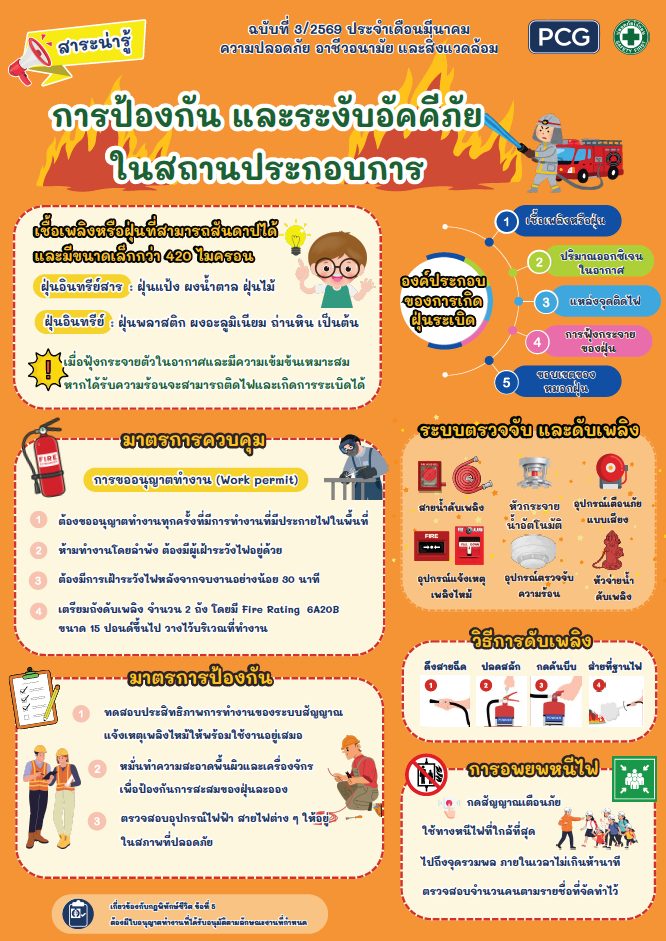 สาระน่ารู้
ฉบับที่ 3/2569 ประจำเดือนมีนาคม
ความปลอดภัย อาชีวอนามัย และสิ่งแวดล้อม
PCG
การป้องกัน และระงับอัคคีภัย
ในสถานประกอบการ
เชื้อเพลิงหรือฝุ่นที่สามารถสันดาปได้
และมีขนาดเล็กกว่า 420 ไมครอน
ฝุ่นอินทรีย์สาร : ฝุ่นแป้ง ผงน้ำตาล ฝุ่นไม้
ฝุ่นอินทรีย์ : ฝุ่นพลาสติก ผงอะลูมิเนียม ถ่านหิน เป็นต้น
!
เมื่อฟุ้งกระจายตัวในอากาศและมีความเข้มข้นเหมาะสม
หากได้รับความร้อนจะสามารถติดไฟและเกิดการระเบิดได้
องค์ประกอบ
ของการเกิด
ฝุ่นระเบิด
1 เชื้อเพลิงหรือฝุ่น
2 ปริมาณออกซิเจน
ในอากาศ
3 แหล่งจุดติดไฟ
4 การฟุ้งกระจาย
ของฝุ่น
5 ขอบเขตของ
หมอกฝุ่น
มาตรการควบคุม
FIRE
การขออนุญาตทำงาน (Work permit)
1 ต้องขออนุญาตทำงานทุกครั้งที่มีการทำงานที่มีประกายไฟในพื้นที่
2 ห้ามทำงานโดยลำพัง ต้องมีผู้เฝ้าระวังไฟอยู่ด้วย
3 ต้องมีการเฝ้าระวังไฟหลังจากจบงานอย่างน้อย 30 นาที
4 เตรียมถังดับเพลิง จำนวน 2 ถัง โดยมี Fire Rating 6A20B
ขนาด 15 ปอนด์ขึ้นไป วางไว้บริเวณที่ทำงาน
ระบบตรวจจับ และดับเพลิง
สายน้ำดับเพลิง
หัวกระจาย
น้ำอัตโนมัติ
อุปกรณ์เตือนภัย
แบบเสียง
FIRE
อุปกรณ์แจ้งเหตุ
เพลิงไหม้
อุปกรณ์ตรวจจับ
ความร้อน
หัวจ่ายน้ำ
ดับเพลิง
วิธีการดับเพลิง
ดึงสายฉีด ปลดสลัก กดคันบีบ ส่ายที่ฐานไฟ
1 2 3 4
POWDER POWDER
มาตรการป้องกัน
1 ทดสอบประสิทธิภาพการทำงานของระบบสัญญาณ
แจ้งเหตุเพลิงไหม้ให้พร้อมใช้งานอยู่เสมอ
2 หมั่นทำความสะอาดพื้นผิวและเครื่องจักร
เพื่อป้องกันการสะสมของฝุ่นละออง
3 ตรวจสอบอุปกรณ์ไฟฟ้า สายไฟต่าง ๆ ให้อยู่
ในสภาพที่ปลอดภัย
การอพยพหนีไฟ
กดสัญญาณเตือนภัย
ใช้ทางหนีไฟที่ใกล้ที่สุด
ไปถึงจุดรวมพล ภายในเวลาไม่เกินห้านาที
ตรวจสอบจำนวนคนตามรายชื่อที่จัดทำไว้
เกี่ยวข้องกับกฎพิทักษ์ชีวิต ข้อที่ 5
ต้องมีใบอนุญาตทำงานที่ได้รับอนุมัติตามลักษณะงานที่กำหนด